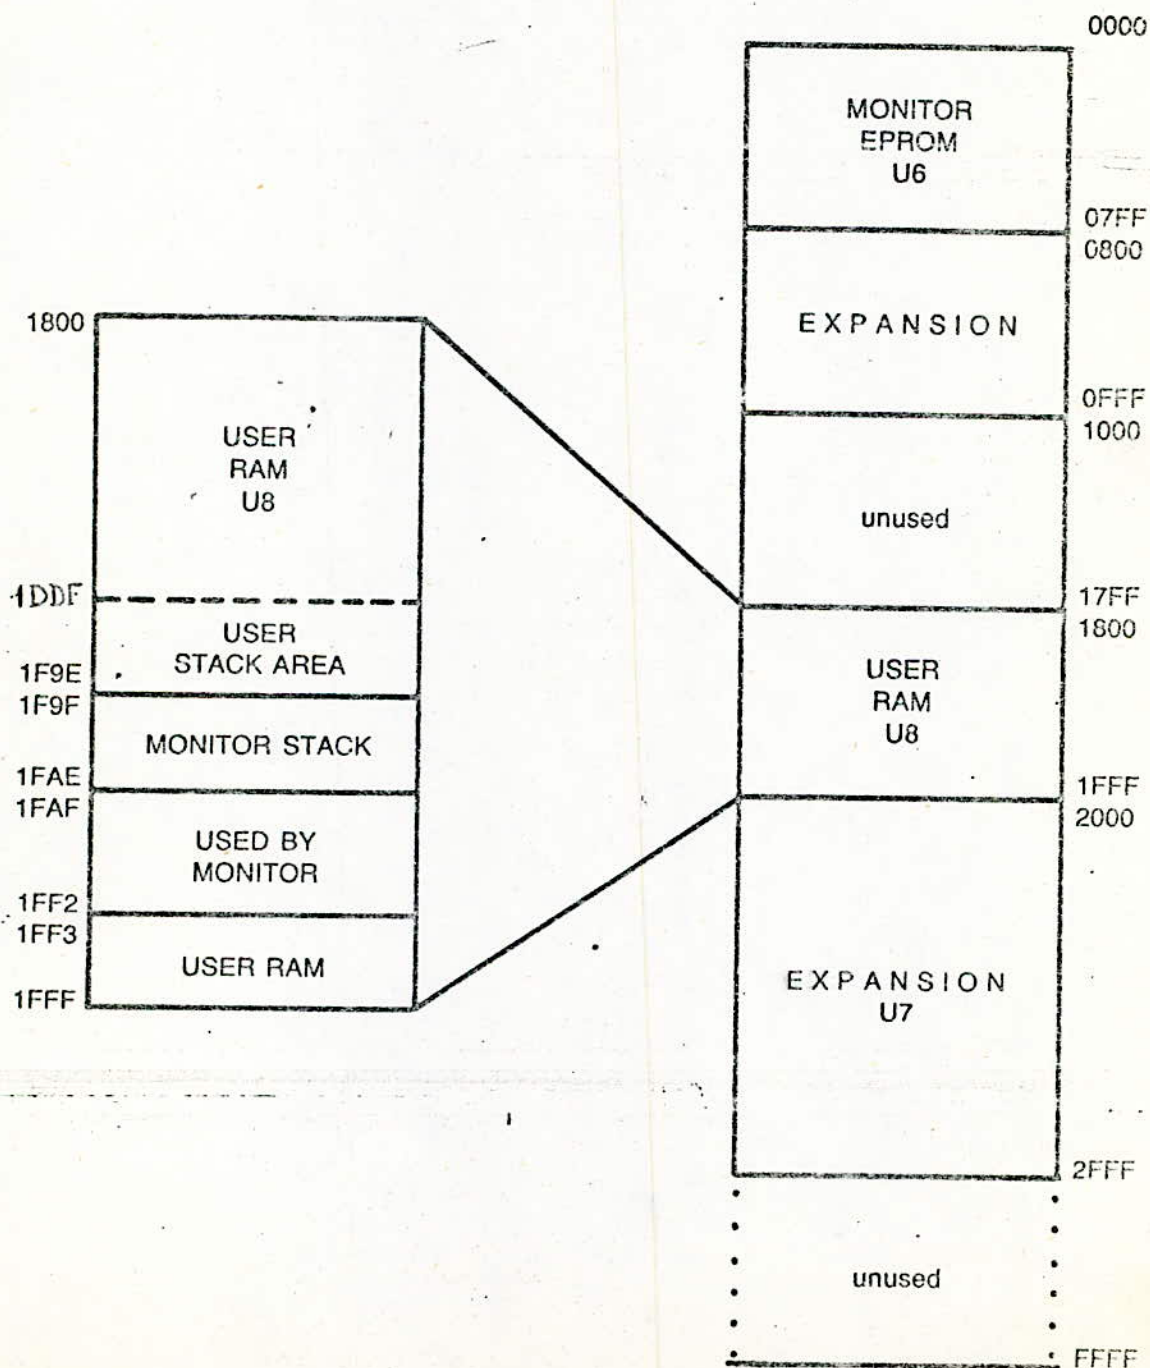 0000
MONITOR
EPROM
U6
07FF
0800
EXPANSION
0FFF
1000
unused
17FF
1800
USER
RAM
U8
1FFF
2000
EXPANSION
U7
2FFF
unused
FFFF
1800
USER
RAM
U8
1DDF
USER
STACK AREA
1F9E
1F9F
MONITOR STACK
1FAE
1FAF
USED BY
MONITOR
1FF2
1FF3
USER RAM
1FFF